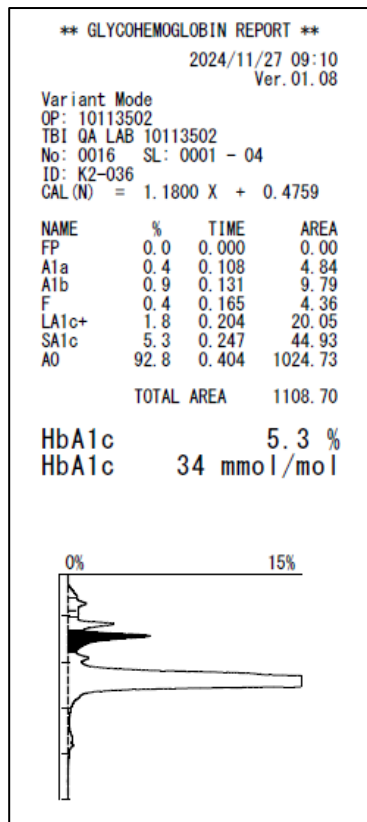 ** GLYCOHEMOGLOBIN REPORT **
2024/11/27 09:10
Ver.01.08
Variant Mode
OP: 10113502
TBI QA LAB 10113502
No: 0016 SL: 0001 - 04
ID: K2-036
CAL(N) = 1.1800 X + 0.4759
NAME % TIME AREA
FP 0.0 0.000 0.00
A1a 0.4 0.108 4.84
A1b 0.9 0.131 9.79
F 0.4 0.165 4.36
LA1c+ 1.8 0.204 20.05
SA1c 5.3 0.247 44.93
A0 92.8 0.404 1024.73
TOTAL AREA 1108.70
HbA1c 5.3 %
HbA1c 34 mmol/mol
0% 15%